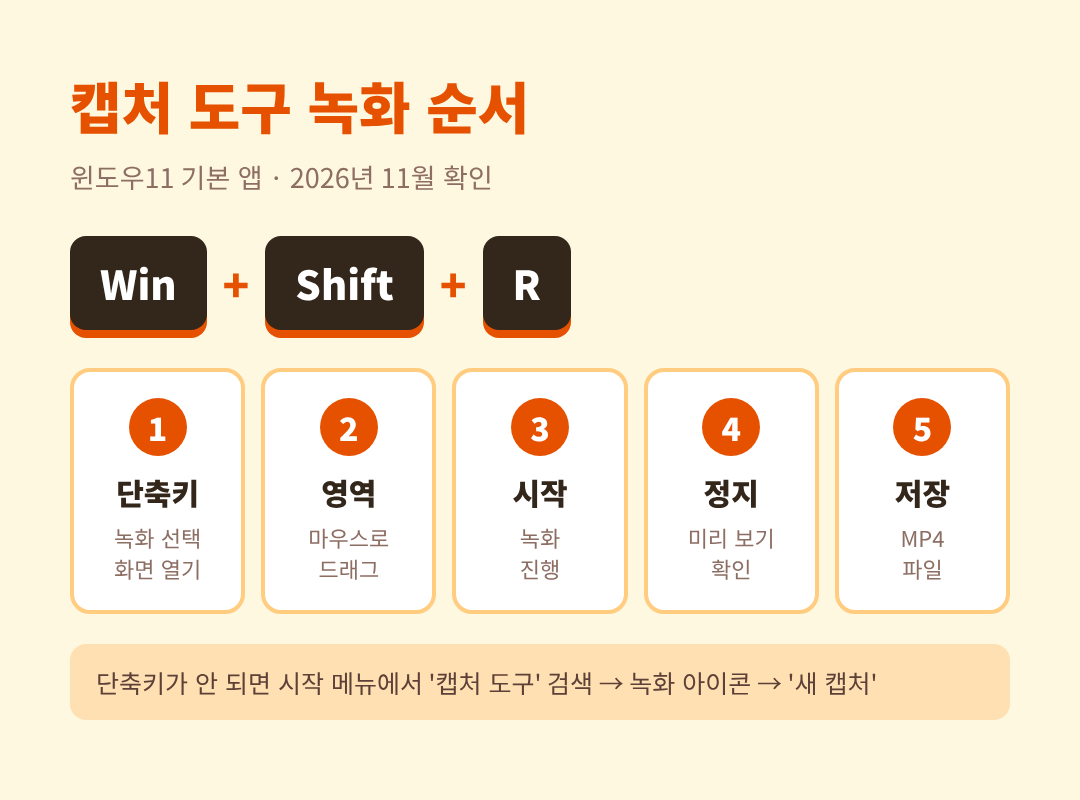 캡처 도구 녹화 순서
윈도우11 기본 앱 · 2026년 11월 확인
Win + Shift + R
1
단축키
녹화 선택
화면 열기
2
영역
마우스로
드래그
3
시작
녹화
진행
4
정지
미리 보기
확인
5
저장
MP4
파일
단축키가 안 되면 시작 메뉴에서 '캡처 도구' 검색 → 녹화 아이콘 → '새 캡처'